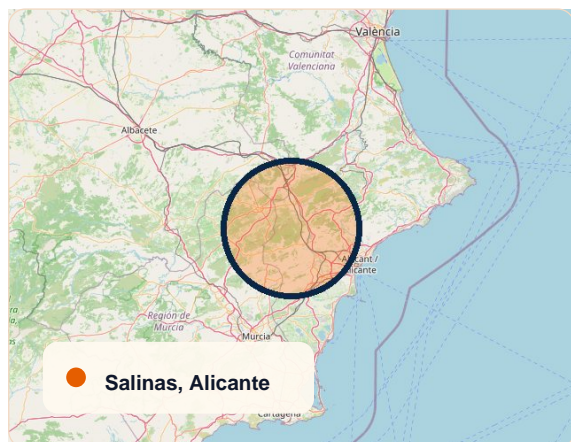 València
Comunitat
Valenciana
Albacete
Alacant /
Alicante
Región de
Murcia
Murcia
Salinas, Alicante
Cartagena